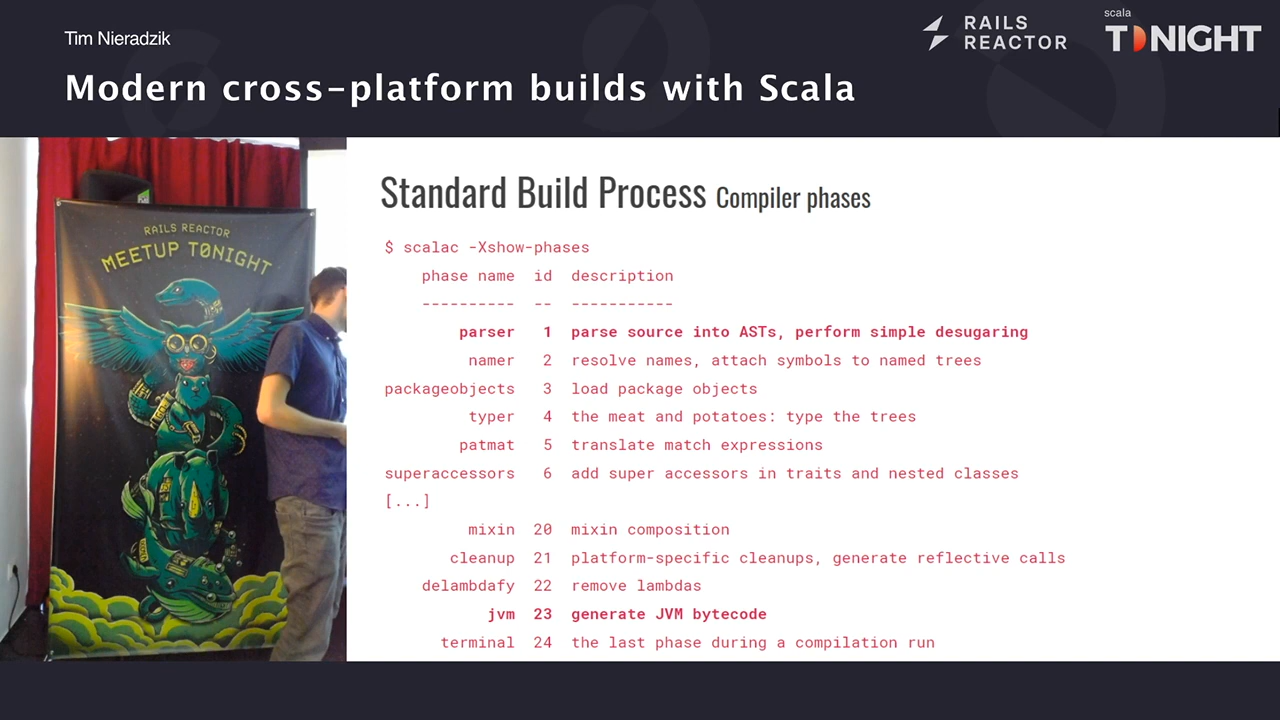 Tim Nieradzik
Modern cross-platform builds with Scala
RAILS
REACTOR
scala
TONIGHT
RAILS REACTOR
MEETUP T0NIGHT
Standard Build Process Compiler phases
$ scalac -Xshow-phases
phase name id description
---------- -- -----------
parser 1 parse source into ASTs, perform simple desugaring
namer 2 resolve names, attach symbols to named trees
packageobjects 3 load package objects
typer 4 the meat and potatoes: type the trees
patmat 5 translate match expressions
superaccessors 6 add super accessors in traits and nested classes
[...]
mixin 20 mixin composition
cleanup 21 platform-specific cleanups, generate reflective calls
delambdafy 22 remove lambdas
jvm 23 generate JVM bytecode
terminal 24 the last phase during a compilation run